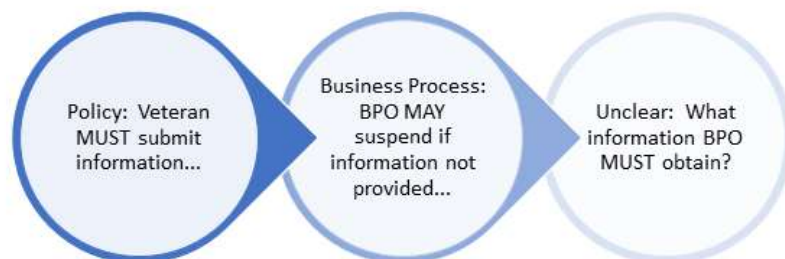 Policy: Veteran
MUST submit
information...
Business Process:
BPO MAY
suspend if
information not
provided...
Unclear: What
information BPO
MUST obtain?